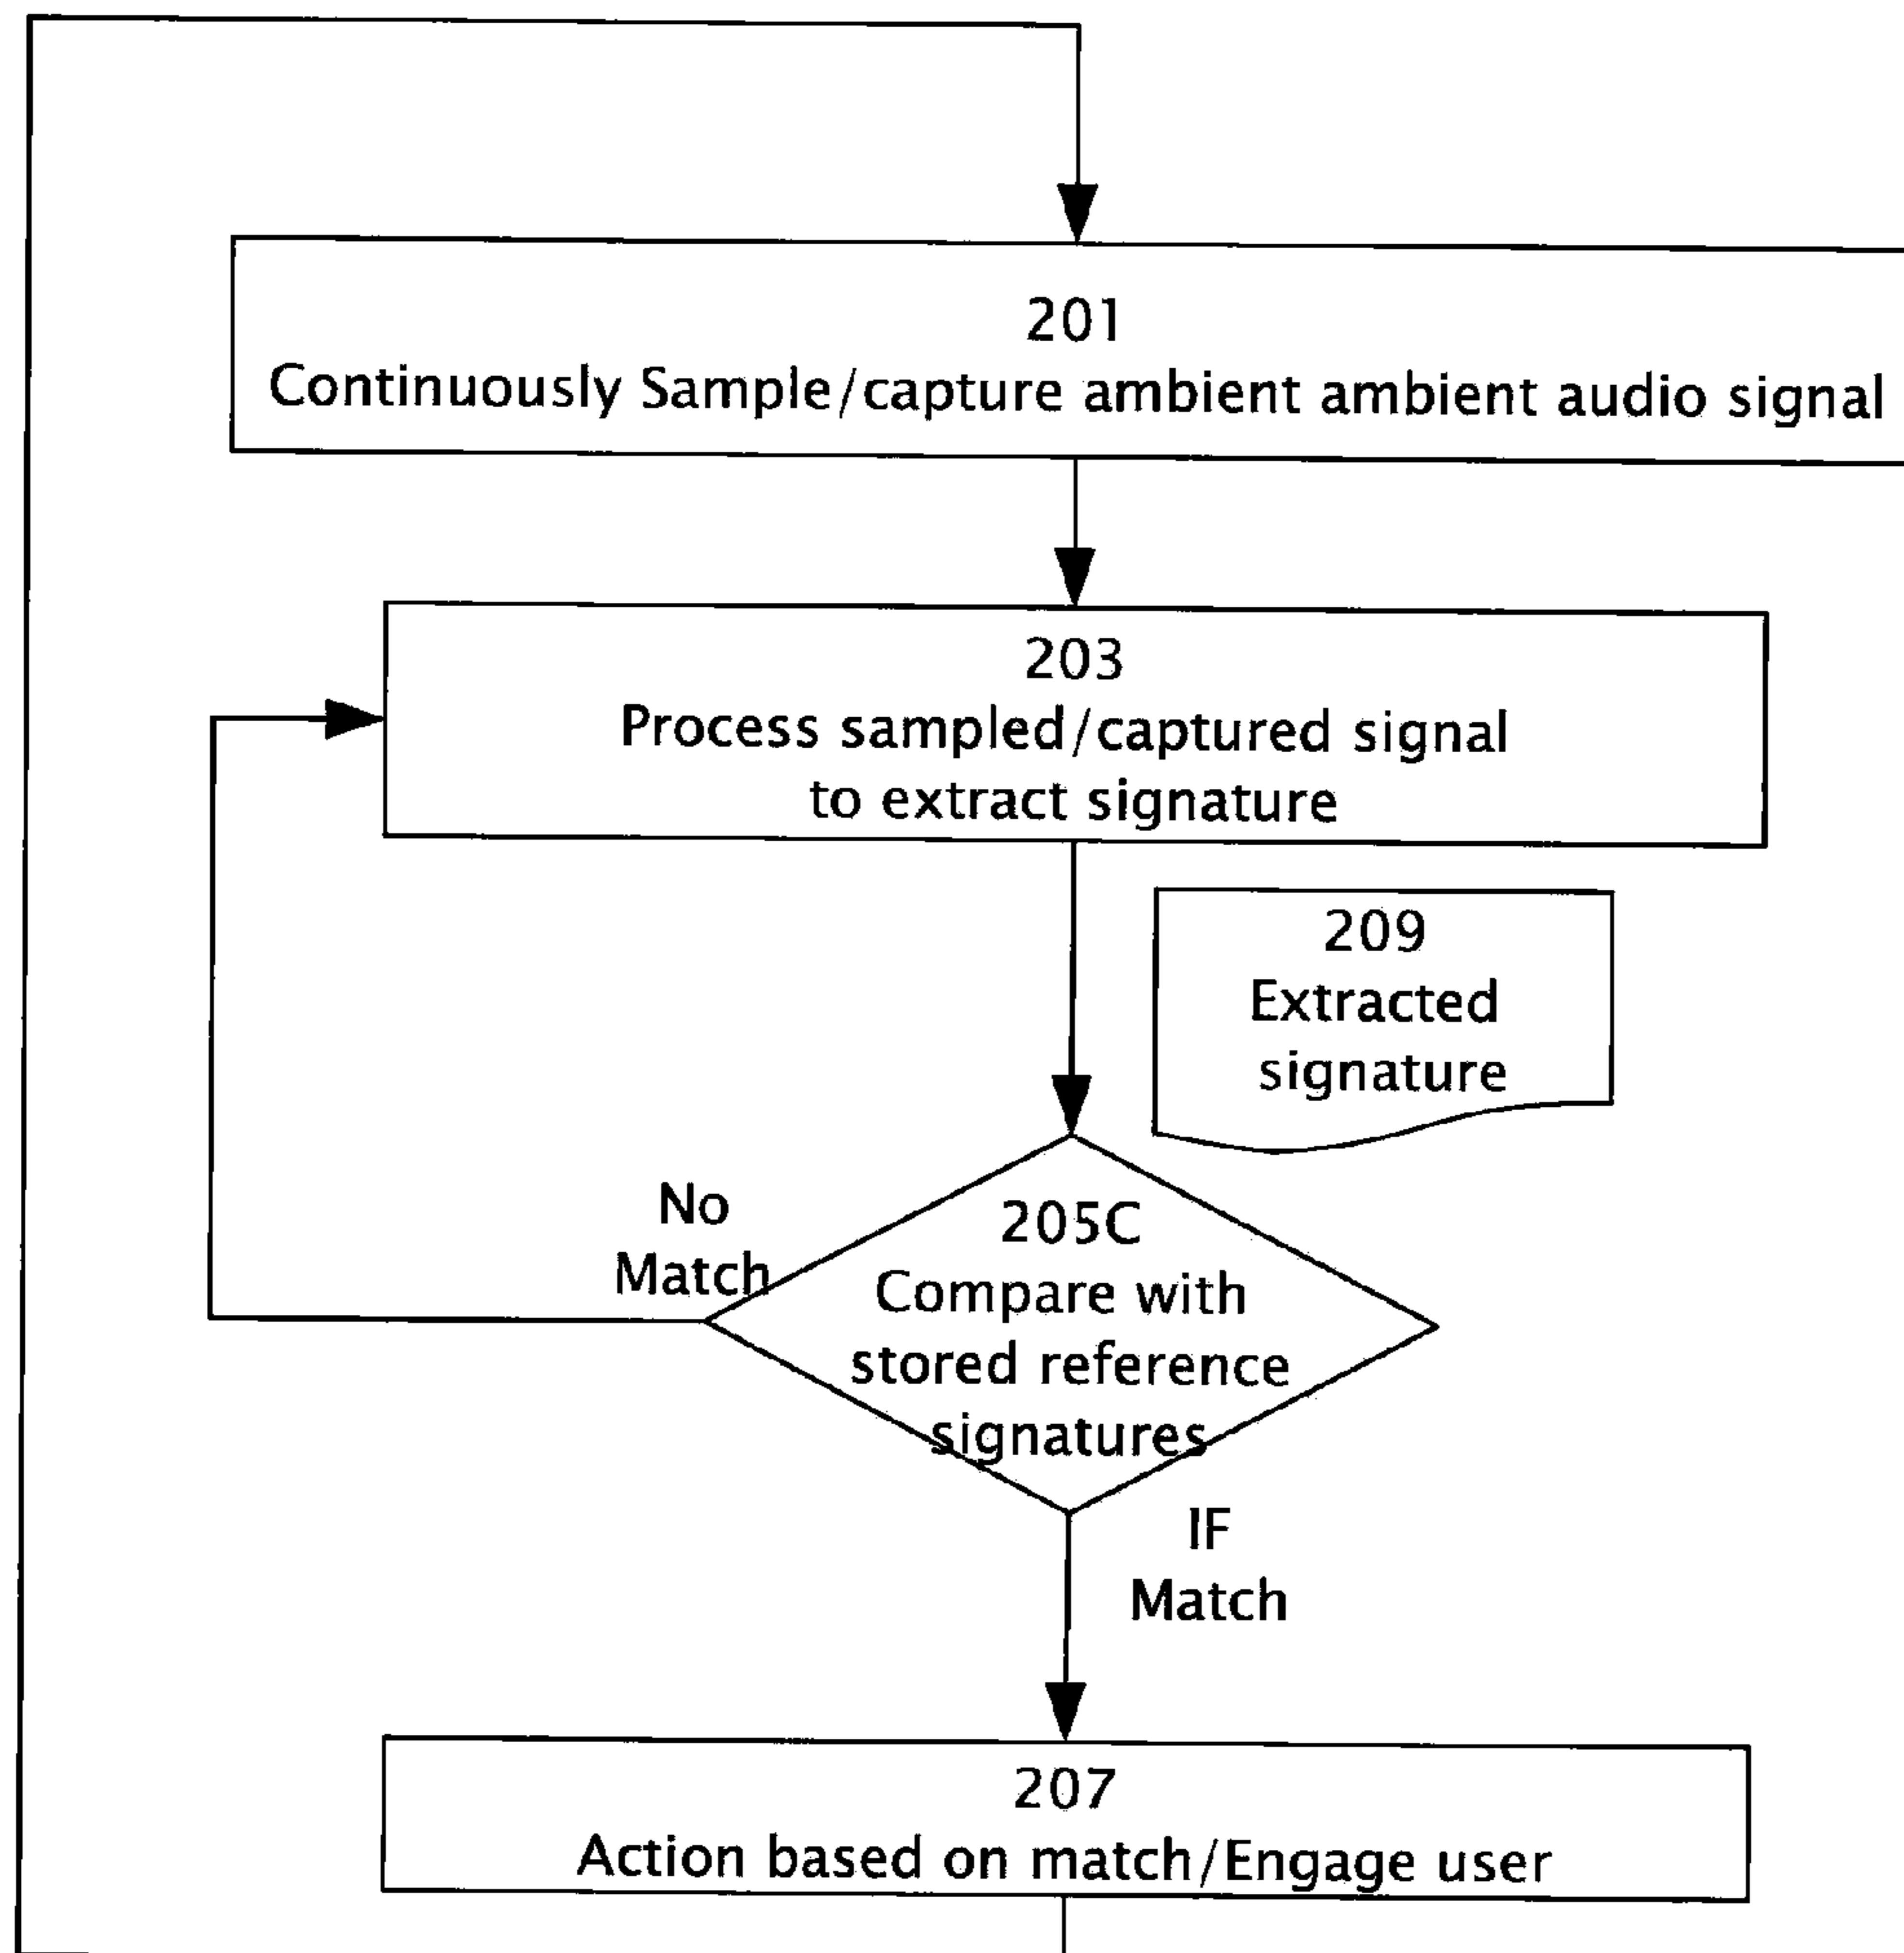 201
Continuously Sample/capture ambient ambient audio signal
203
Process sampled/captured signal
to extract signature
209
Extracted
signature
No
Match
205C
Compare with
stored reference
signatures
IF
Match
207
Action based on match/Engage user